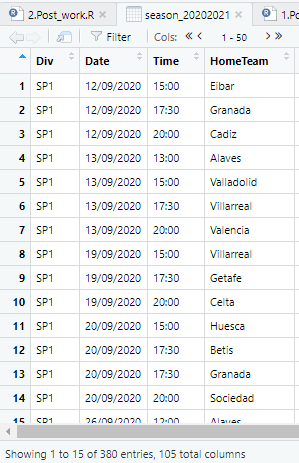 2.Post_work.R season_20202021 1.Po
Filter Cols: 1 - 50
Div Date Time HomeTeam
1 SP1 12/09/2020 15:00 Eibar
2 SP1 12/09/2020 17:30 Granada
3 SP1 12/09/2020 20:00 Cadiz
4 SP1 13/09/2020 13:00 Alaves
5 SP1 13/09/2020 15:00 Valladolid
6 SP1 13/09/2020 17:30 Villarreal
7 SP1 13/09/2020 20:00 Valencia
8 SP1 19/09/2020 15:00 Villarreal
9 SP1 19/09/2020 17:30 Getafe
10 SP1 19/09/2020 20:00 Celta
11 SP1 20/09/2020 15:00 Huesca
12 SP1 20/09/2020 17:30 Betis
13 SP1 20/09/2020 17:30 Granada
14 SP1 20/09/2020 20:00 Sociedad
15 SP1 26/09/2020 12:00 Alaves
Showing 1 to 15 of 380 entries, 105 total columns